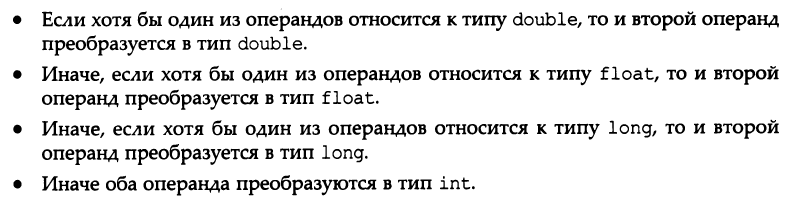 • Если хотя бы один из операндов относится к типу double, то и второй операнд
преобразуется в тип double.
• Иначе, если хотя бы один из операндов относится к типу float, то и второй
операнд преобразуется в тип float.
• Иначе, если хотя бы один из операндов относится к типу long, то и второй
операнд преобразуется в тип long.
• Иначе оба операнда преобразуются в тип int.